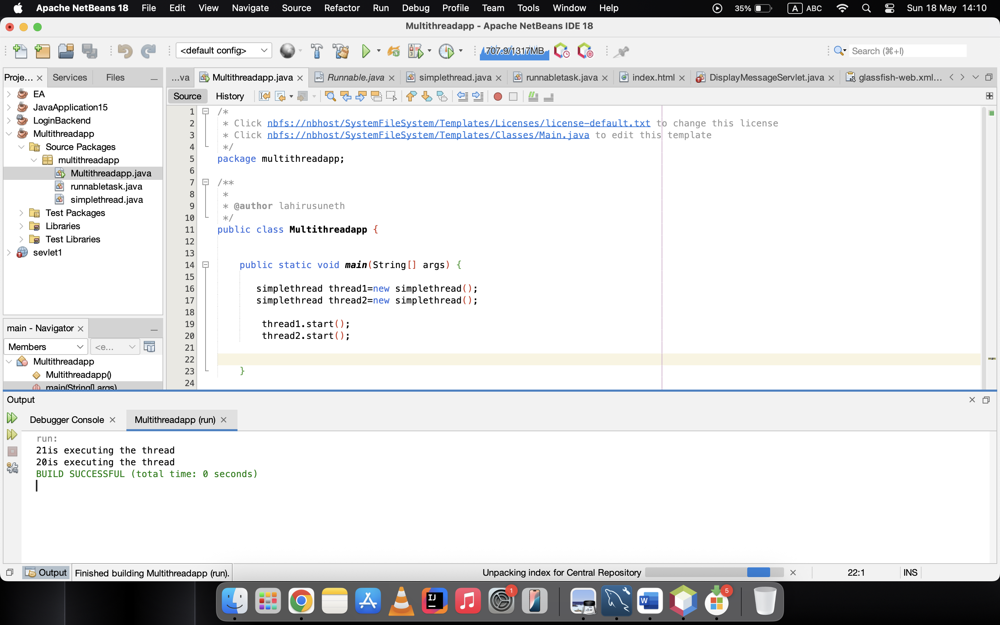 Apache NetBeans 18 File Edit View Navigate Source Refactor Run Debug Profile Team Tools Window Help 35% A ABC Sun 18 May 14:10
Multithreadapp - Apache NetBeans IDE 18
<default config> 707.9/1317MB Search (⌘+I)
Proje... Services Files
EA
JavaApplication15
LoginBackend
Multithreadapp
Source Packages
multithreadapp
Multithreadapp.java
runnabletask.java
simplethread.java
Test Packages
Libraries
Test Libraries
sevlet1
main - Navigator
Members <e...
Multithreadapp
Multithreadapp()
main(String[] args)
...va Multithreadapp.java Runnable.java simplethread.java runnabletask.java index.html DisplayMessageServlet.java glassfish-web.xml...
Source History
1 /*
2 * Click nbfs://nbhost/SystemFileSystem/Templates/Licenses/license-default.txt to change this license
3 * Click nbfs://nbhost/SystemFileSystem/Templates/Classes/Main.java to edit this template
4 */
5 package multithreadapp;
6
7 /**
8 *
9 * @author lahirusuneth
10 */
11 public class Multithreadapp {
12
13
14 public static void main(String[] args) {
15
16 simplethread thread1=new simplethread();
17 simplethread thread2=new simplethread();
18
19 thread1.start();
20 thread2.start();
21
22
23 }
24
Output
Debugger Console Multithreadapp (run)
run:
21is executing the thread
20is executing the thread
BUILD SUCCESSFUL (total time: 0 seconds)
Output Finished building Multithreadapp (run). Unpacking index for Central Repository 22:1 INS
IJ 1 W 5